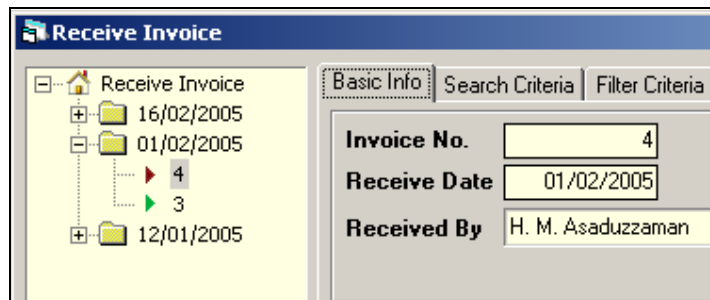 Receive Invoice
Receive Invoice
16/02/2005
01/02/2005
4
3
12/01/2005
Basic Info Search Criteria Filter Criteria
Invoice No. 4
Receive Date 01/02/2005
Received By H. M. Asaduzzaman